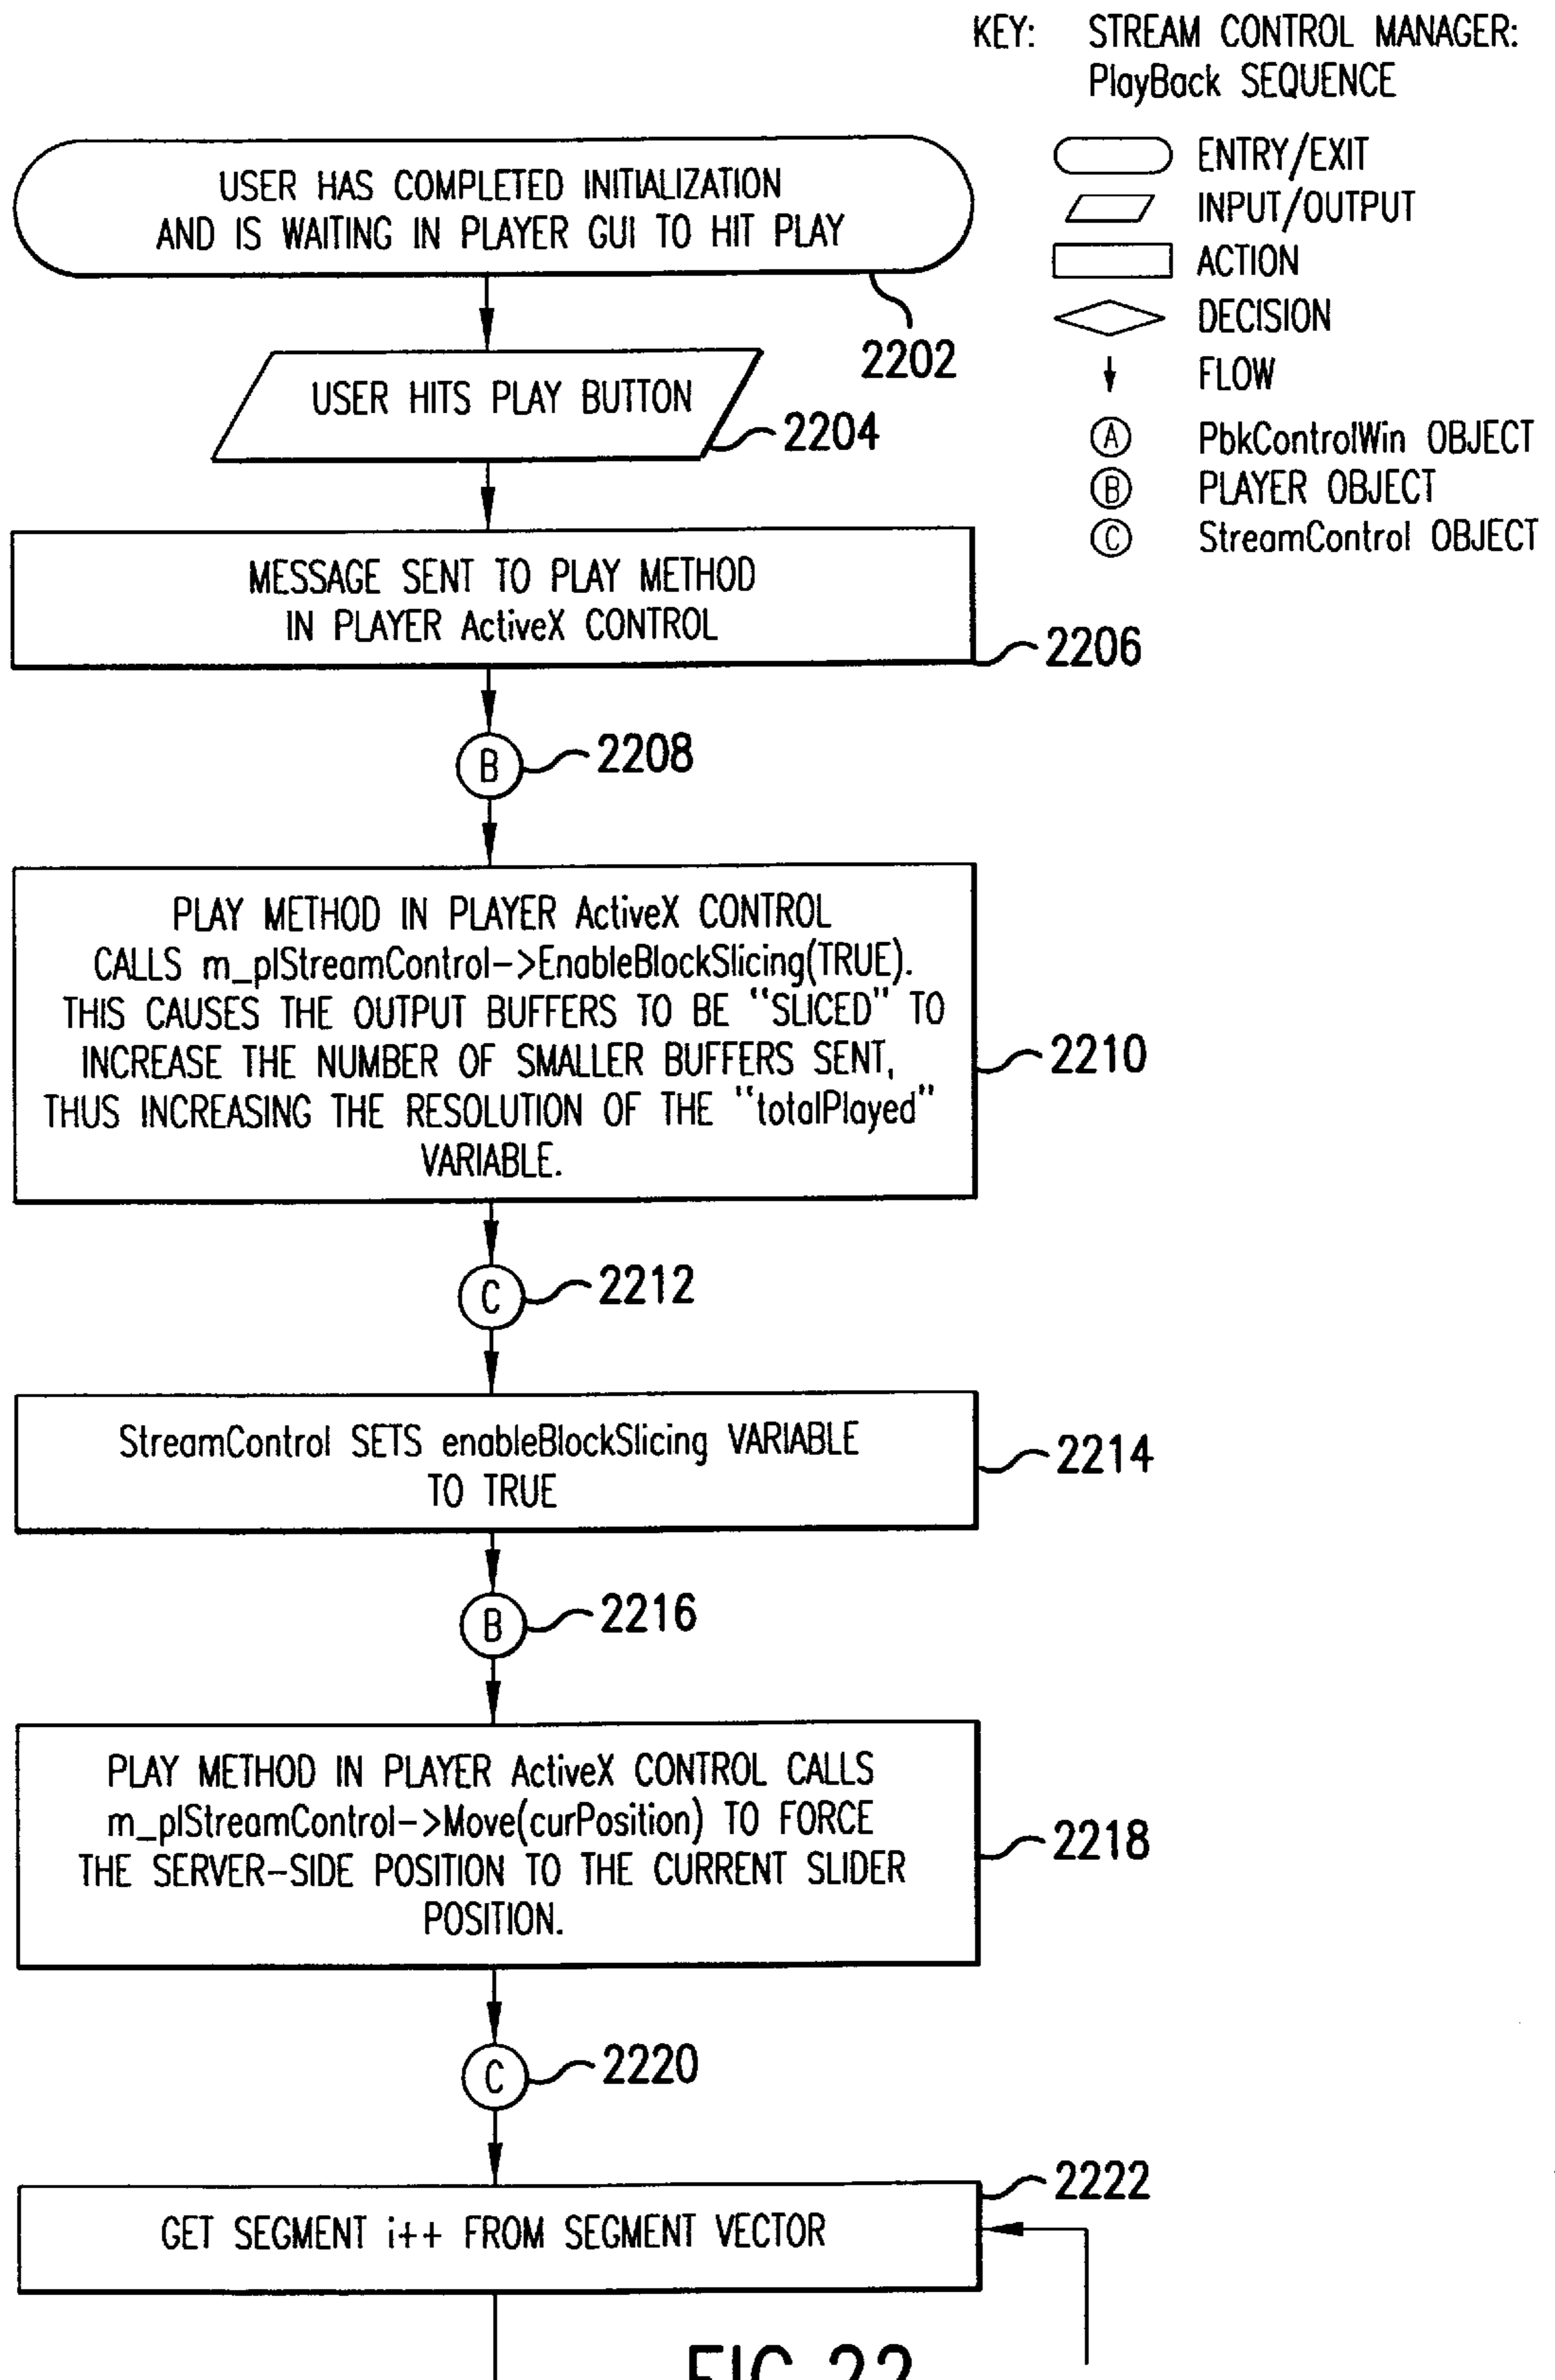 KEY: STREAM CONTROL MANAGER:
PlayBack SEQUENCE
ENTRY/EXIT
INPUT/OUTPUT
ACTION
DECISION
FLOW
A PbkControlWin OBJECT
B PLAYER OBJECT
C StreamControl OBJECT
USER HAS COMPLETED INITIALIZATION
AND IS WAITING IN PLAYER GUI TO HIT PLAY
2202
USER HITS PLAY BUTTON
2204
MESSAGE SENT TO PLAY METHOD
IN PLAYER ActiveX CONTROL
2206
B 2208
PLAY METHOD IN PLAYER ActiveX CONTROL
CALLS m_plStreamControl->EnableBlockSlicing(TRUE).
THIS CAUSES THE OUTPUT BUFFERS TO BE "SLICED" TO
INCREASE THE NUMBER OF SMALLER BUFFERS SENT,
THUS INCREASING THE RESOLUTION OF THE "totalPlayed"
VARIABLE.
2210
C 2212
StreamControl SETS enableBlockSlicing VARIABLE
TO TRUE
2214
B 2216
PLAY METHOD IN PLAYER ActiveX CONTROL CALLS
m_plStreamControl->Move(curPosition) TO FORCE
THE SERVER-SIDE POSITION TO THE CURRENT SLIDER
POSITION.
2218
C 2220
2222
GET SEGMENT i++ FROM SEGMENT VECTOR
FIG.22